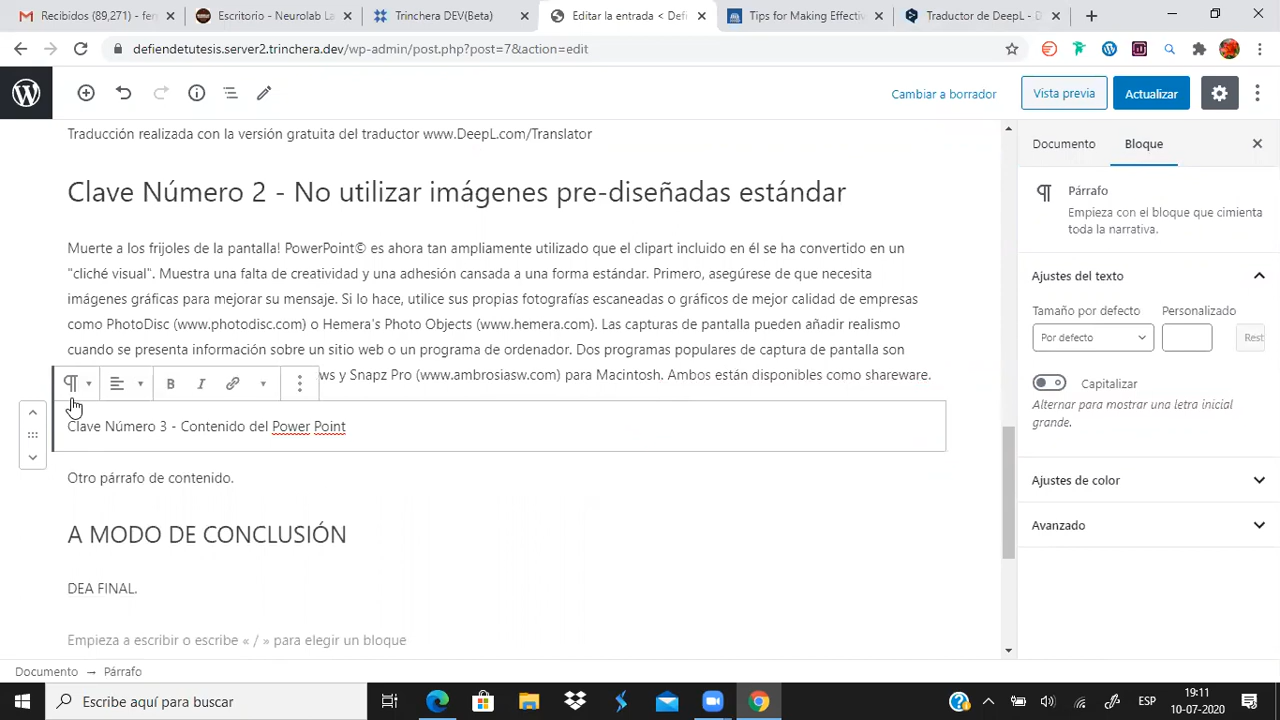 Recibidos (89,271) - fer
Escritorio - Neurolab La
Trinchera DEV(Beta)
Editar la entrada < Defi
Tips for Making Effectiv
Traductor de DeepL - D
defiendetutesis.server2.trinchera.dev/wp-admin/post.php?post=7&action=edit
Cambiar a borrador
Vista previa
Actualizar
Traducción realizada con la versión gratuita del traductor www.DeepL.com/Translator
Documento
Bloque
Clave Número 2 - No utilizar imágenes pre-diseñadas estándar
Párrafo
Empieza con el bloque que cimienta
toda la narrativa.
Muerte a los frijoles de la pantalla! PowerPoint© es ahora tan ampliamente utilizado que el clipart incluido en él se ha convertido en un
"cliché visual". Muestra una falta de creatividad y una adhesión cansada a una forma estándar. Primero, asegúrese de que necesita
imágenes gráficas para mejorar su mensaje. Si lo hace, utilice sus propias fotografías escaneadas o gráficos de mejor calidad de empresas
como PhotoDisc (www.photodisc.com) o Hemera's Photo Objects (www.hemera.com). Las capturas de pantalla pueden añadir realismo
cuando se presenta información sobre un sitio web o un programa de ordenador. Dos programas populares de captura de pantalla son
ws y Snapz Pro (www.ambrosiasw.com) para Macintosh. Ambos están disponibles como shareware.
Ajustes del texto
Tamaño por defecto
Personalizado
Por defecto
Rest
Capitalizar
Alternar para mostrar una letra inicial
grande.
B I
Clave Número 3 - Contenido del Power Point
Otro párrafo de contenido.
Ajustes de color
Avanzado
A MODO DE CONCLUSIÓN
DEA FINAL.
Empieza a escribir o escribe « / » para elegir un bloque
Documento → Párrafo
Escribe aquí para buscar
ESP
19:11
10-07-2020